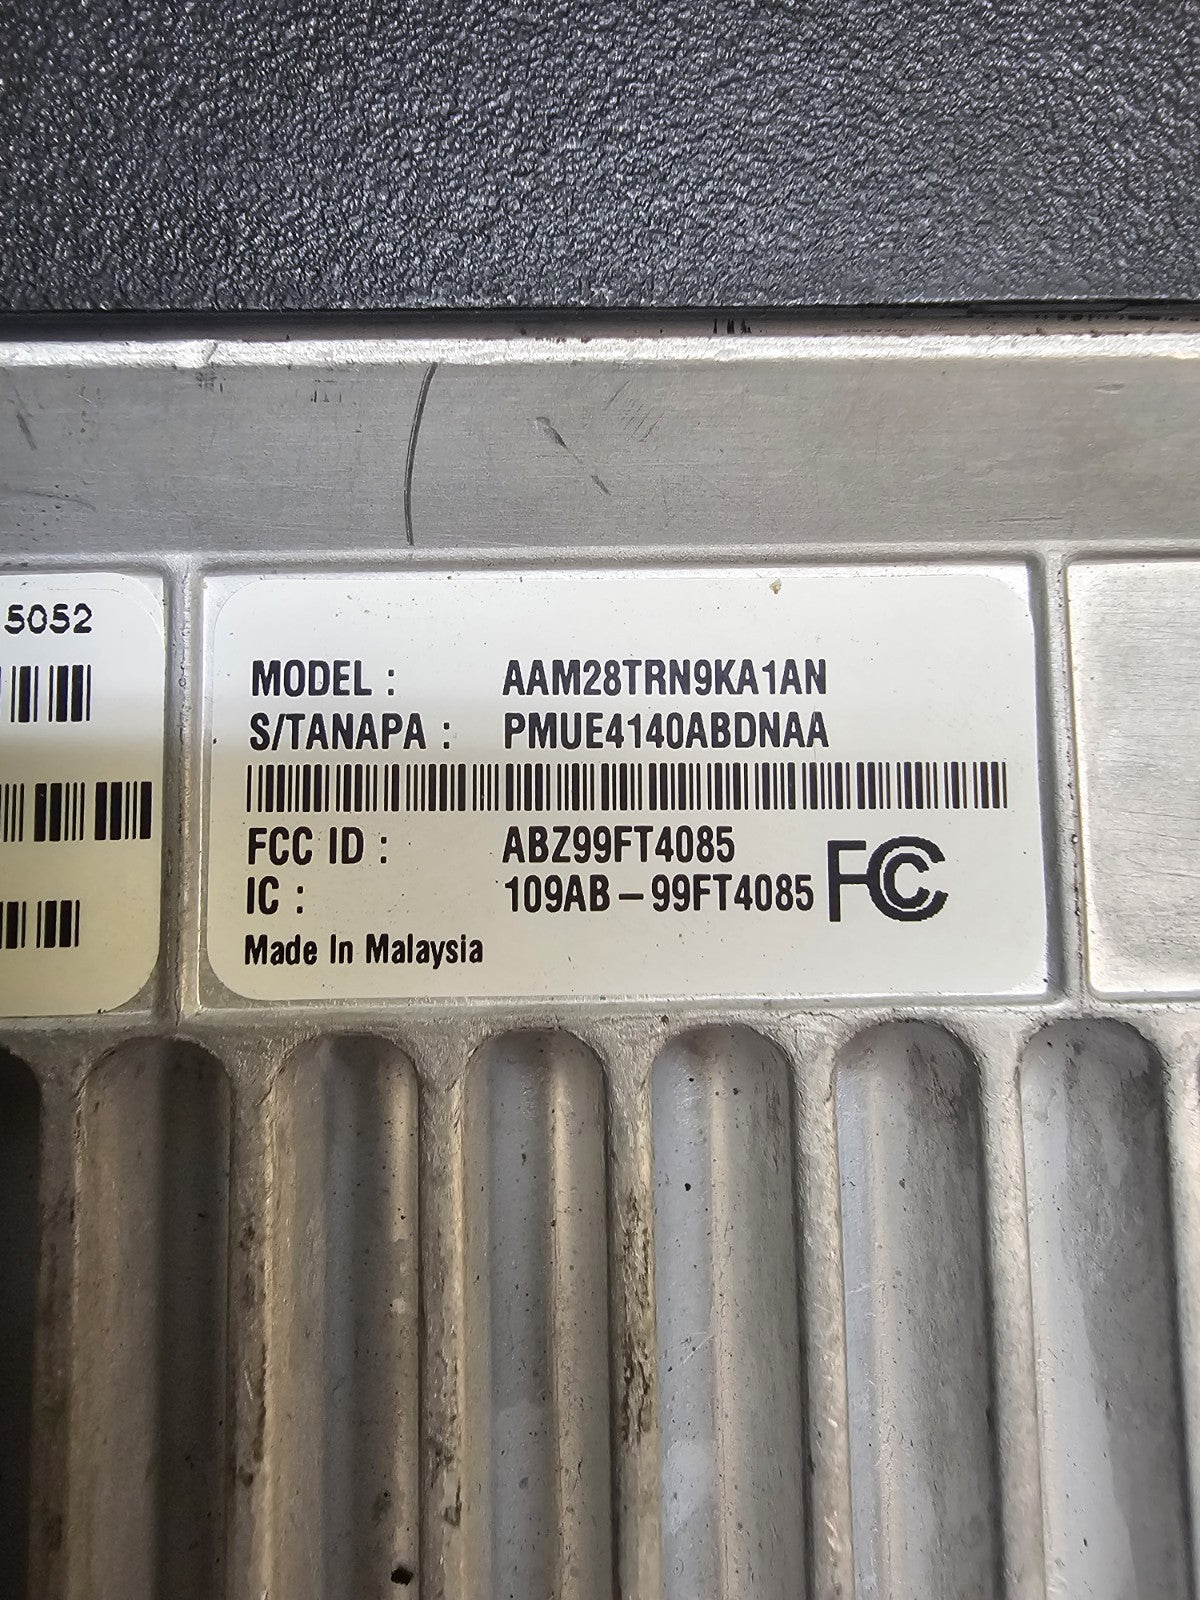 5052
MODEL : AAM28TRN9KA1AN
S/TANAPA : PMUE4140ABDNAA
FCC ID : ABZ99FT4085
IC : 109AB-99FT4085 FC
Made In Malaysia